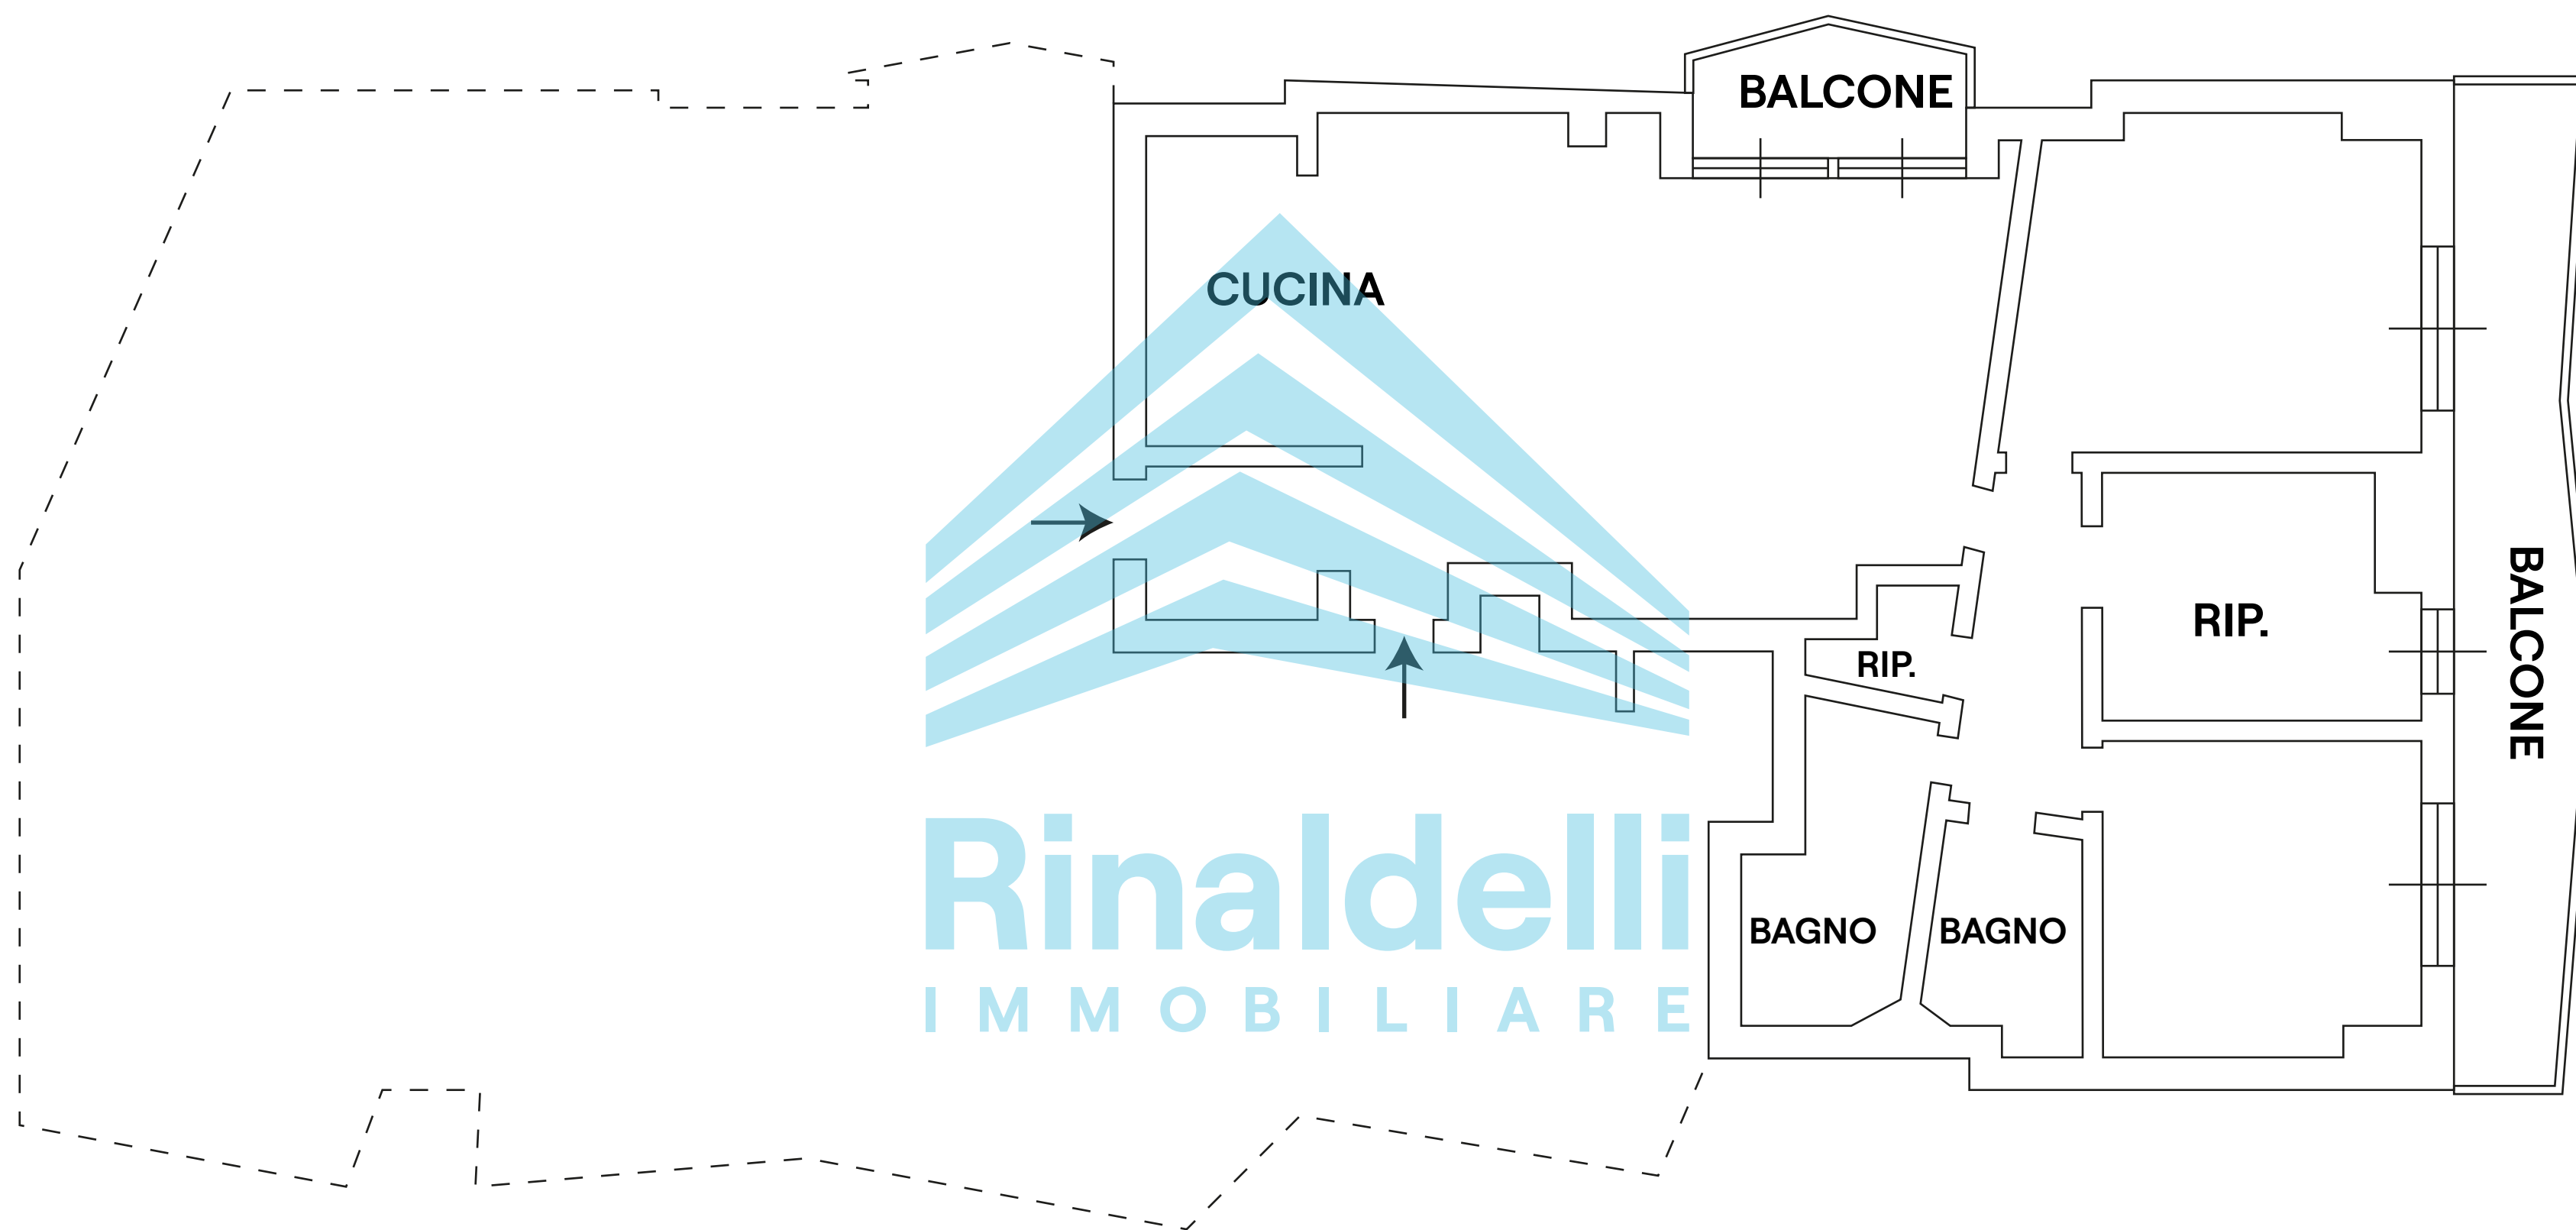 BALCONE
CUCINA
RIP.
BALCONE
RIP.
BAGNO
BAGNO
Rinaldelli
IMMOBILIARE